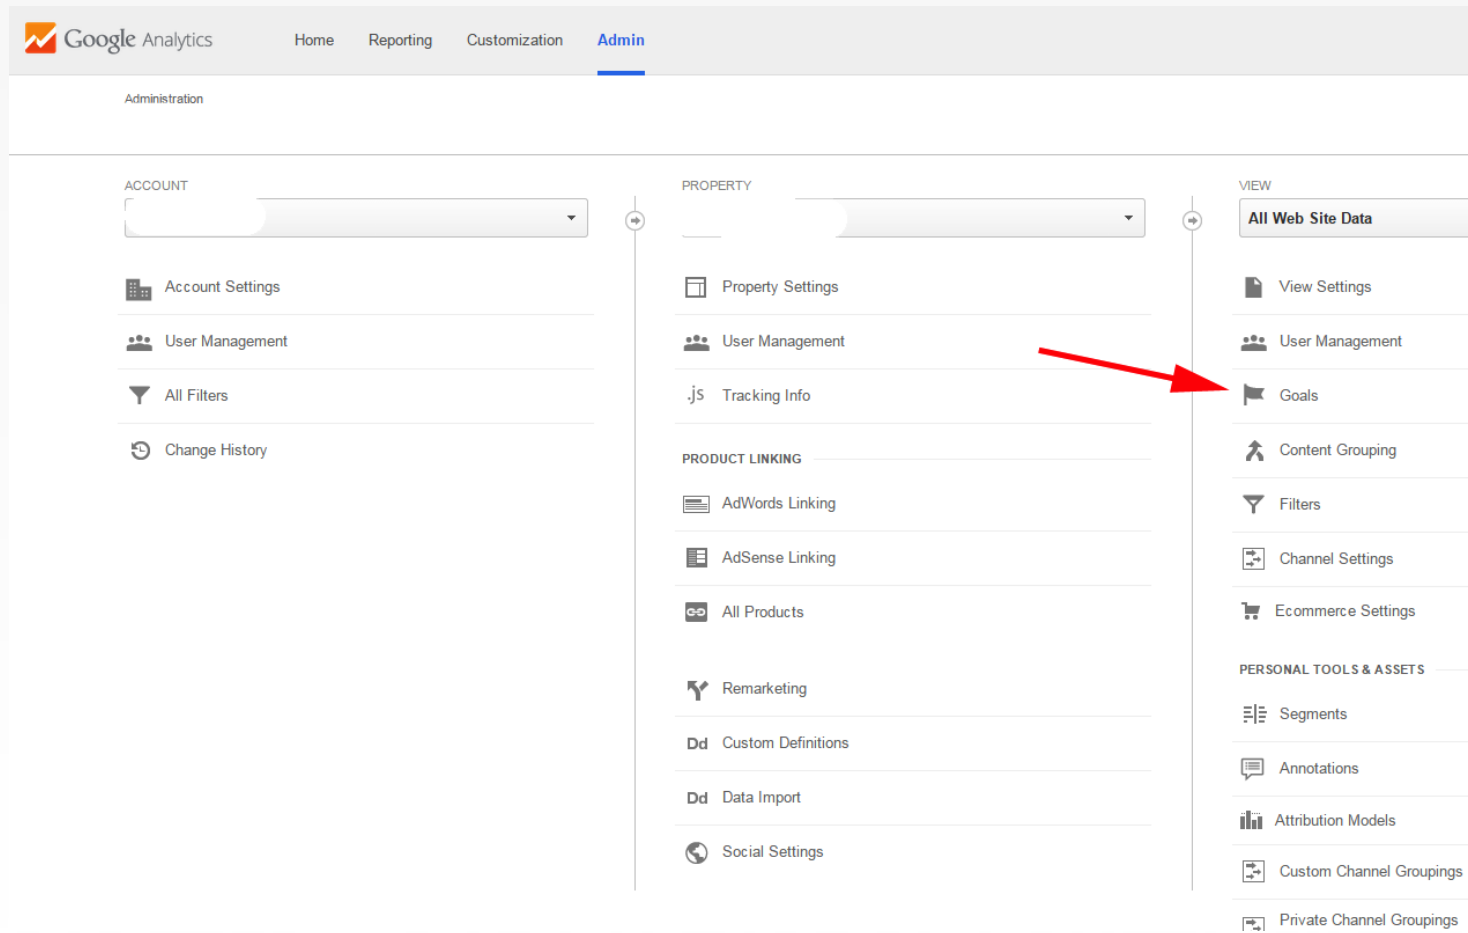 Google Analytics
Home
Reporting
Customization
Admin
Administration
ACCOUNT
Account Settings
User Management
All Filters
Change History
PROPERTY
Property Settings
User Management
.js Tracking Info
PRODUCT LINKING
AdWords Linking
AdSense Linking
All Products
Remarketing
Dd Custom Definitions
Dd Data Import
Social Settings
VIEW
All Web Site Data
View Settings
User Management
Goals
Content Grouping
Filters
Channel Settings
Ecommerce Settings
PERSONAL TOOLS & ASSETS
Segments
Annotations
Attribution Models
Custom Channel Groupings
Private Channel Groupings